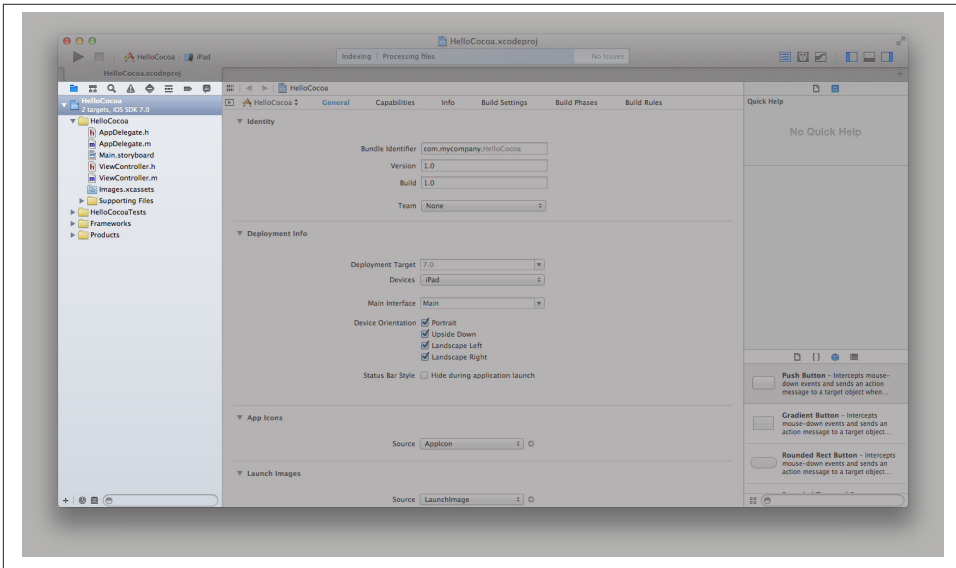 HelloCocoa.xcodeproj
HelloCocoa
iPad
Indexing | Processing files
No Issues
HelloCocoa.xcodeproj
HelloCocoa
2 targets, iOS SDK 7.0
HelloCocoa
AppDelegate.h
AppDelegate.m
Main.storyboard
ViewController.h
ViewController.m
Images.xcassets
Supporting Files
HelloCocoaTests
Frameworks
Products
HelloCocoa
HelloCocoa
General Capabilities Info Build Settings Build Phases Build Rules
Identity
Bundle Identifier com.mycompany.HelloCocoa
Version 1.0
Build 1.0
Team None
Deployment Info
Deployment Target 7.0
Devices iPad
Main Interface Main
Device Orientation Portrait
Upside Down
Landscape Left
Landscape Right
Status Bar Style Hide during application launch
App Icons
Source AppIcon
Launch Images
Source LaunchImage
Quick Help
No Quick Help
Push Button - Intercepts mouse-
down events and sends an action
message to a target object when...
Gradient Button - Intercepts
mouse-down events and sends an
action message to a target object...
Rounded Rect Button - Intercepts
mouse-down events and sends an
action message to a target object...